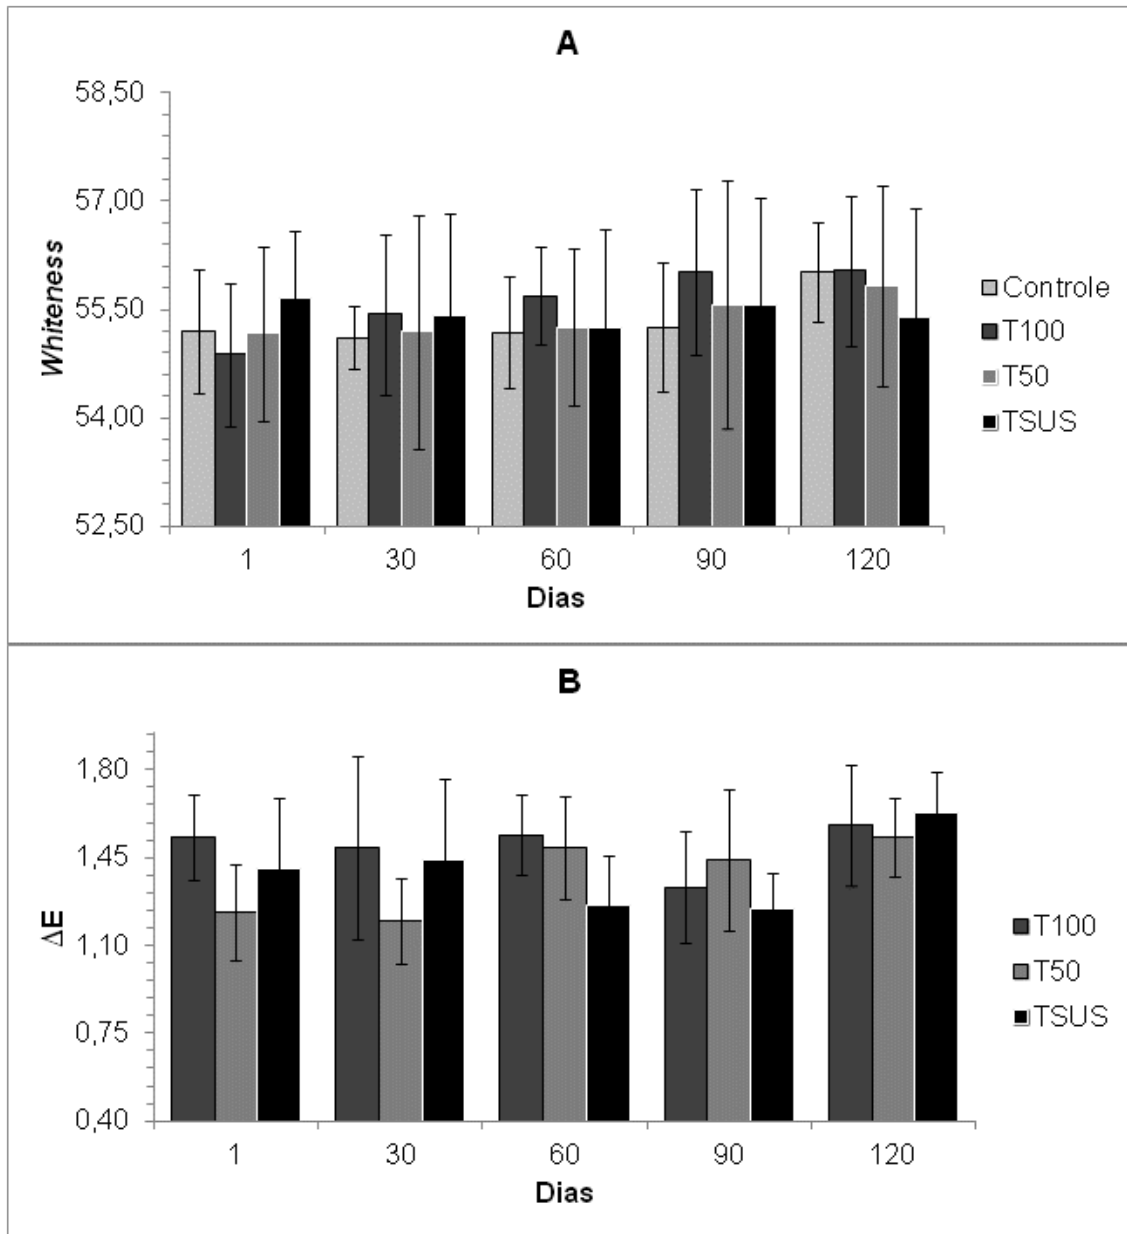 A
58,50
57,00
55,50
54,00
52,50
Whiteness
1 30 60 90 120
Dias
Controle
T100
T50
TSUS
B
1,80
1,45
1,10
0,75
0,40
ΔE
1 30 60 90 120
Dias
T100
T50
TSUS